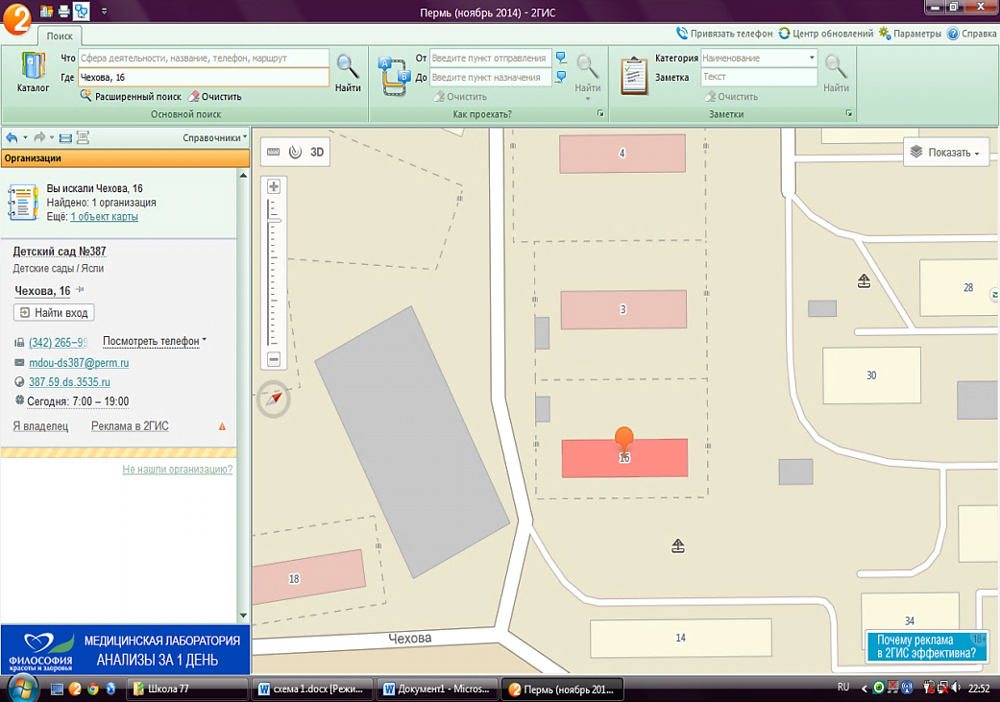 Пермь (ноябрь 2014) - 2ГИС
Поиск
Привязать телефон
Центр обновлений
Параметры
Справка
Каталог
Что
Сфера деятельности, название, телефон, маршрут
Где
Чехова, 16
Расширенный поиск
Очистить
Найти
Основной поиск
От
Введите пункт отправления
До
Введите пункт назначения
Очистить
Найти
Как проехать?
Категория
Наименование
Заметка
Текст
Очистить
Найти
Заметки
Справочники
Организации
Вы искали Чехова, 16
Найдено: 1 организация
Ещё: 1 объект карты
Детский сад №387
Детские сады / Ясли
Чехова, 16
Найти вход
(342) 265–99
Посмотреть телефон
mdou-ds387@perm.ru
387.59.ds.3535.ru
Сегодня: 7:00 – 19:00
Я владелец
Реклама в 2ГИС
Не нашли организацию?
ФИЛОСОФИЯ
красоты и здоровья
МЕДИЦИНСКАЯ ЛАБОРАТОРИЯ
АНАЛИЗЫ ЗА 1 ДЕНЬ
3D
Показать
4
3
28
30
16
18
Чехова
14
34
Почему реклама
в 2ГИС эффективна?
18+
Школа 77
схема 1.docx [Режи...
Документ1 - Micros...
Пермь (ноябрь 201...
RU
22:52